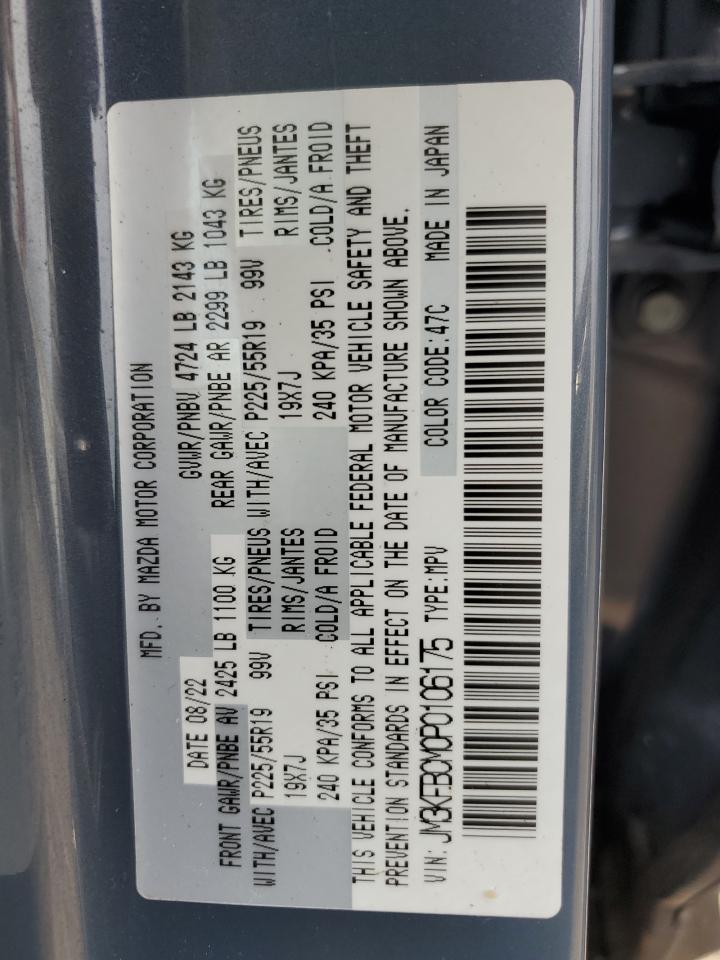 MFD. BY MAZDA MOTOR CORPORATION
DATE 08/22 GVWR/PNBV 4724 LB 2143 KG
FRONT GAWR/PNBE AV 2425 LB 1100 KG REAR GAWR/PNBE AR 2299 LB 1043 KG
WITH/AVEC P225/55R19 99V TIRES/PNEUS WITH/AVEC P225/55R19 99V TIRES/PNEUS
19X7J RIMS/JANTES 19X7J RIMS/JANTES
240 KPA/35 PSI COLD/A FROID 240 KPA/35 PSI COLD/A FROID
THIS VEHICLE CONFORMS TO ALL APPLICABLE FEDERAL MOTOR VEHICLE SAFETY AND THEFT
PREVENTION STANDARDS IN EFFECT ON THE DATE OF MANUFACTURE SHOWN ABOVE.
VIN: JM3KFBCM0P0106175 TYPE:MPV COLOR CODE:47C MADE IN JAPAN